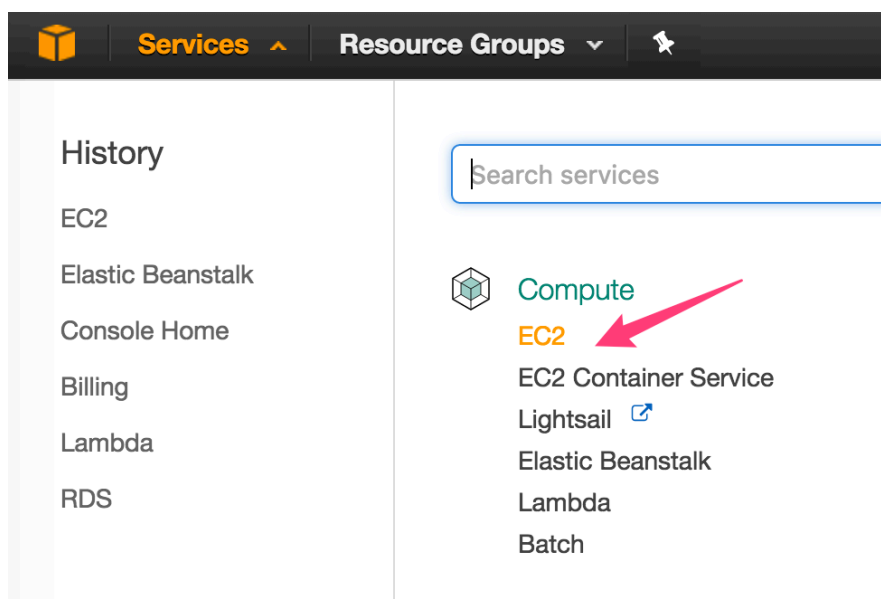 Services Resource Groups
History
EC2
Elastic Beanstalk
Console Home
Billing
Lambda
RDS
Search services
Compute
EC2
EC2 Container Service
Lightsail
Elastic Beanstalk
Lambda
Batch